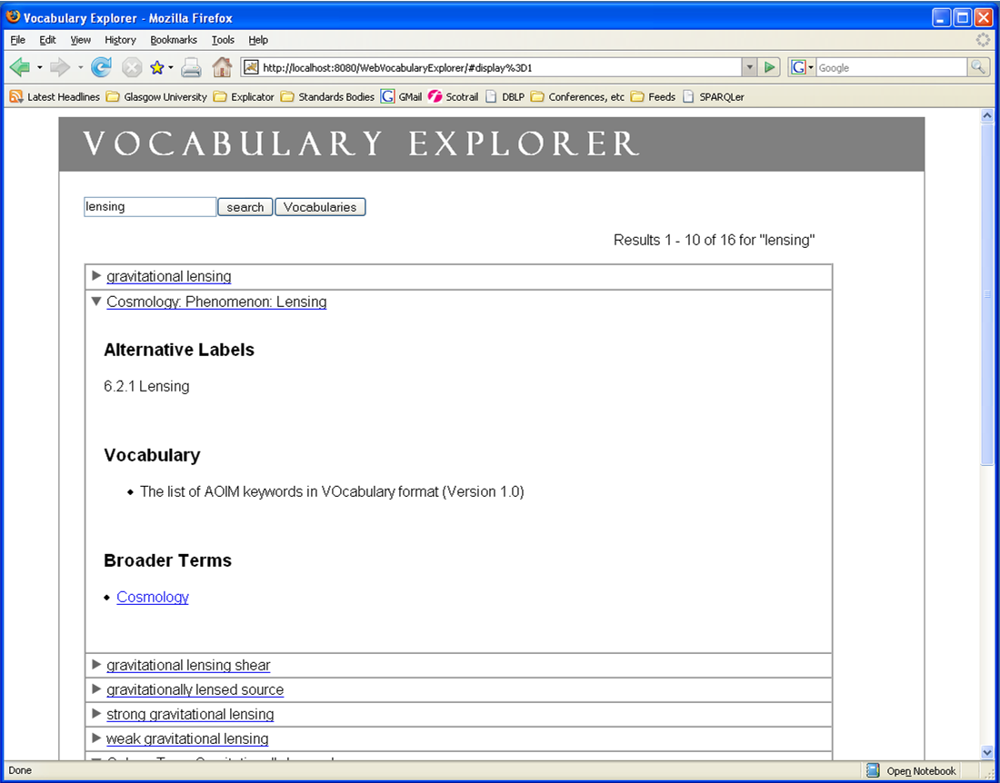 Vocabulary Explorer - Mozilla Firefox
File Edit View History Bookmarks Tools Help
http://localhost:8080/WebVocabularyExplorer/#display%3D1
G Google
Latest Headlines Glasgow University Explicator Standards Bodies GMail Scotrail DBLP Conferences, etc Feeds SPARQLer
VOCABULARY EXPLORER
lensing search Vocabularies
Results 1 - 10 of 16 for "lensing"
gravitational lensing
Cosmology: Phenomenon: Lensing
Alternative Labels
6.2.1 Lensing
Vocabulary
• The list of AOIM keywords in VOcabulary format (Version 1.0)
Broader Terms
• Cosmology
gravitational lensing shear
gravitationally lensed source
strong gravitational lensing
weak gravitational lensing
Done Open Notebook